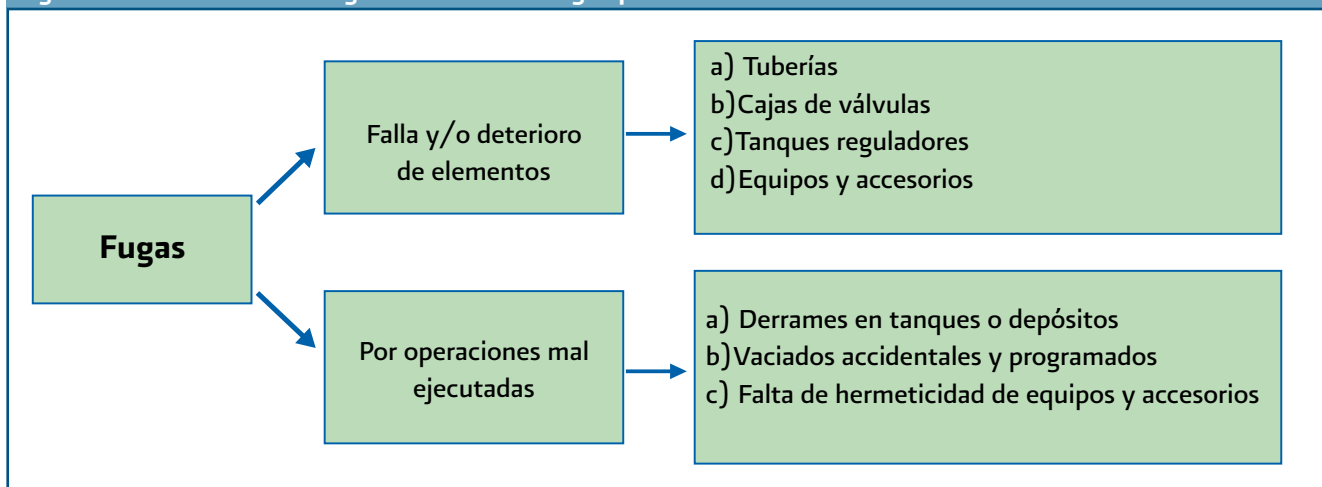 Fugas
Falla y/o deterioro
de elementos
a) Tuberías
b)Cajas de válvulas
c)Tanques reguladores
d)Equipos y accesorios
Por operaciones mal
ejecutadas
a) Derrames en tanques o depósitos
b)Vaciados accidentales y programados
c) Falta de hermeticidad de equipos y accesorios